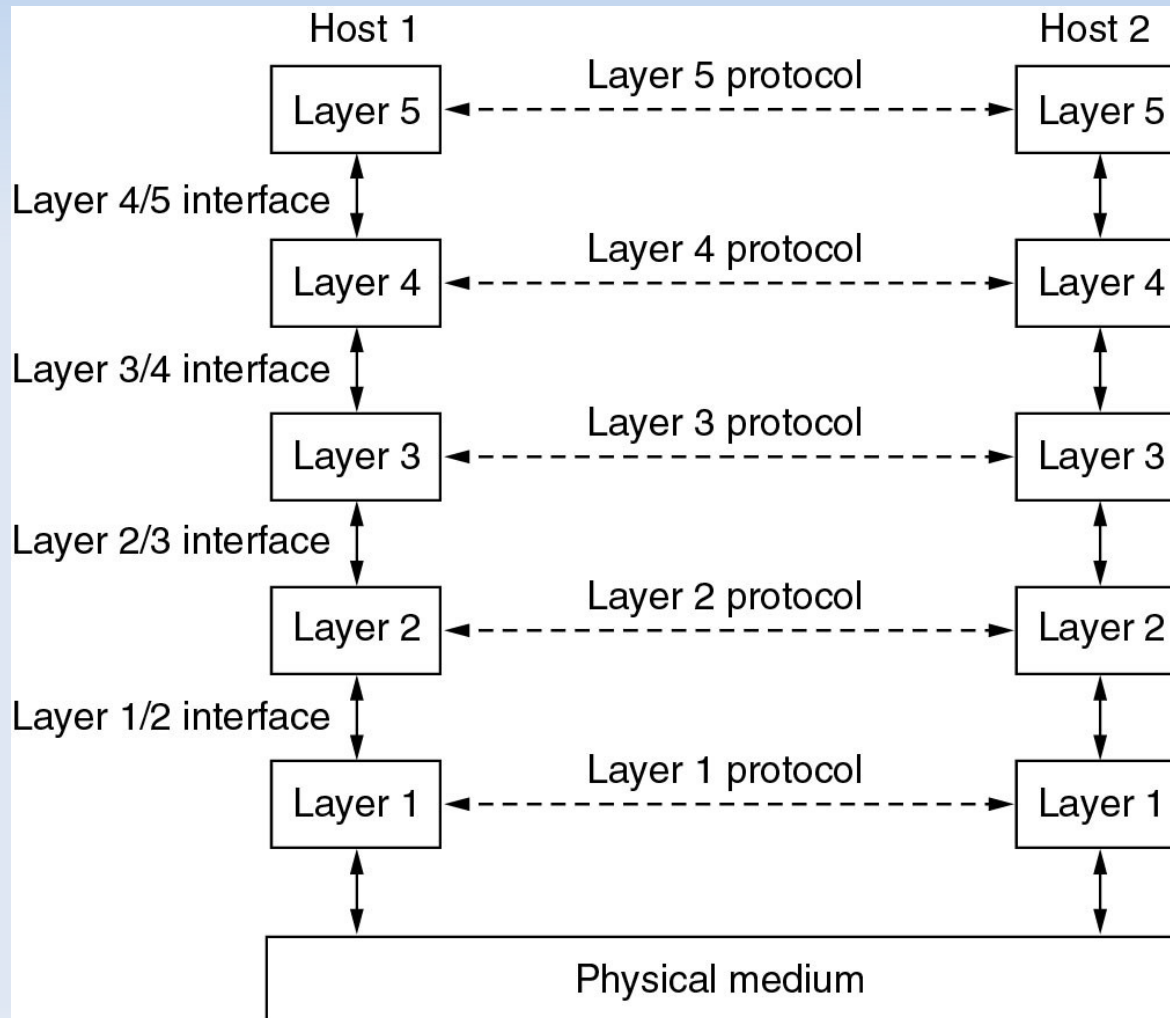 Host 1
Host 2
Layer 5 protocol
Layer 5
Layer 5
Layer 4/5 interface
Layer 4 protocol
Layer 4
Layer 4
Layer 3/4 interface
Layer 3 protocol
Layer 3
Layer 3
Layer 2/3 interface
Layer 2 protocol
Layer 2
Layer 2
Layer 1/2 interface
Layer 1 protocol
Layer 1
Layer 1
Physical medium